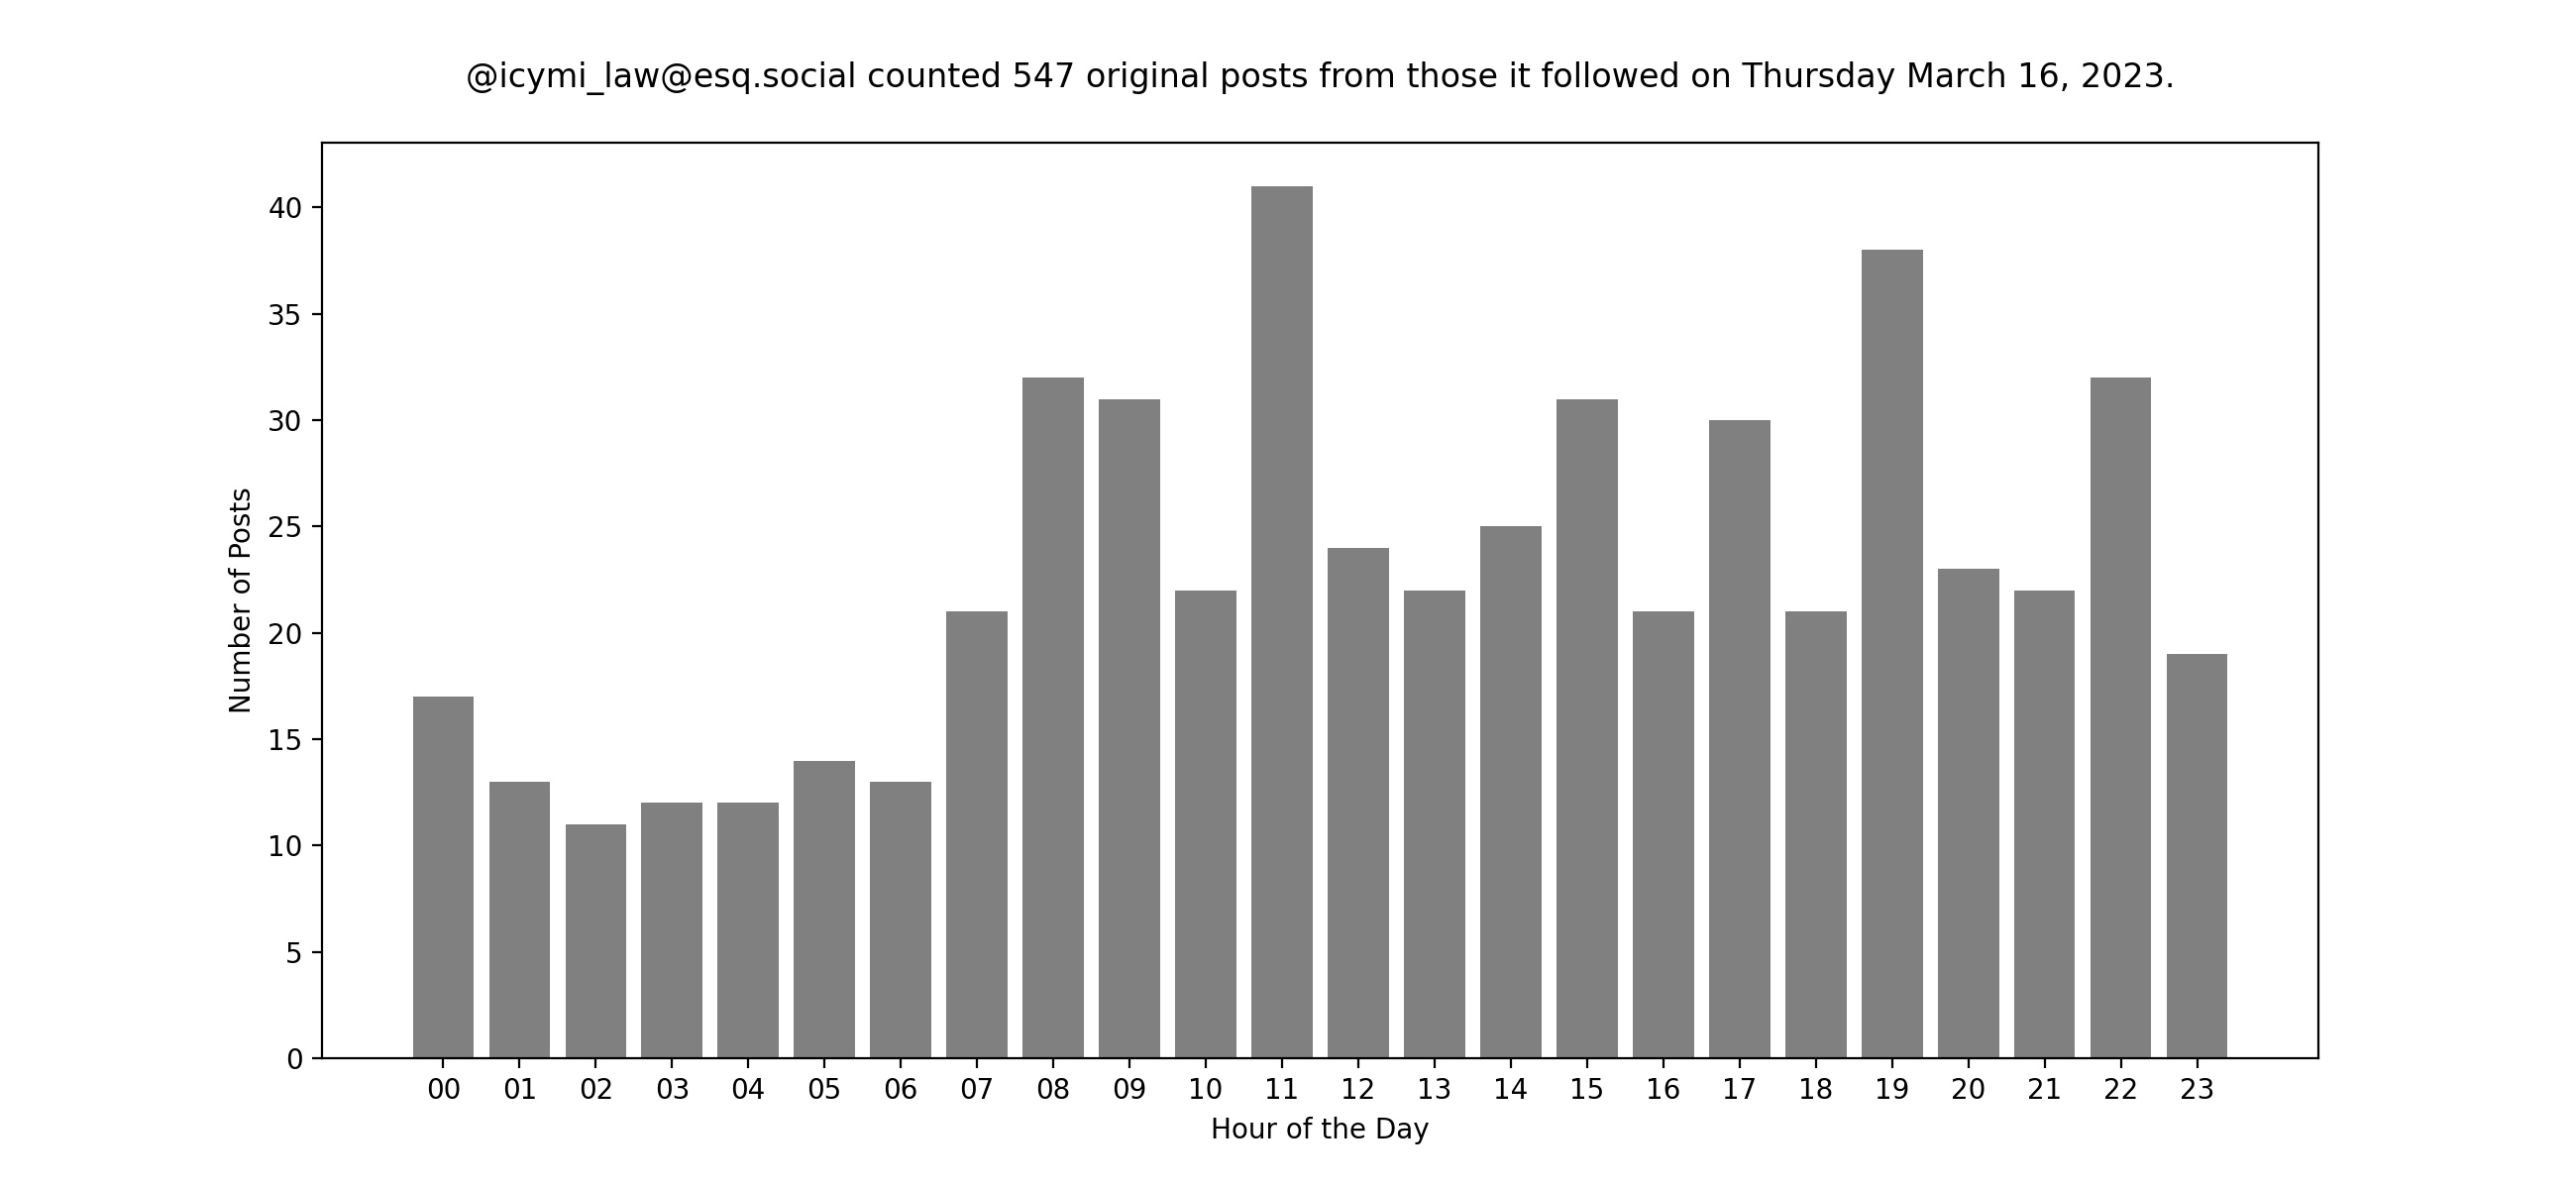 @icymi_law@esq.social counted 547 original posts from those it followed on Thursday March 16, 2023.
40
35
30
25
20
15
10
5
0
Number of Posts
00 01 02 03 04 05 06 07 08 09 10 11 12 13 14 15 16 17 18 19 20 21 22 23
Hour of the Day